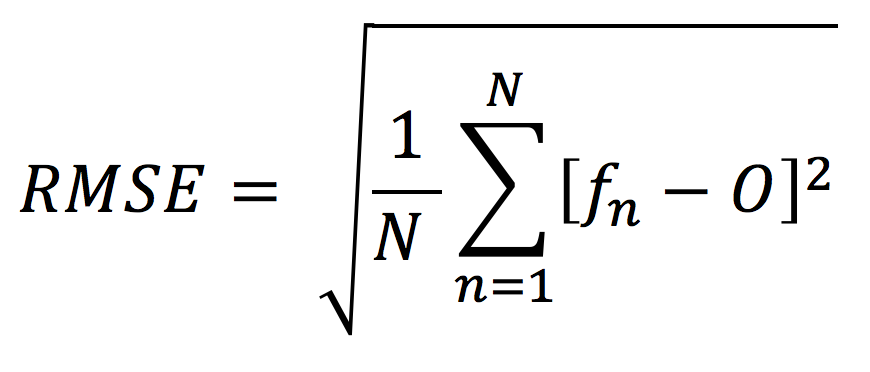 RMSE = √(1/N ∑_{n=1}^{N} [f_n − O]²)